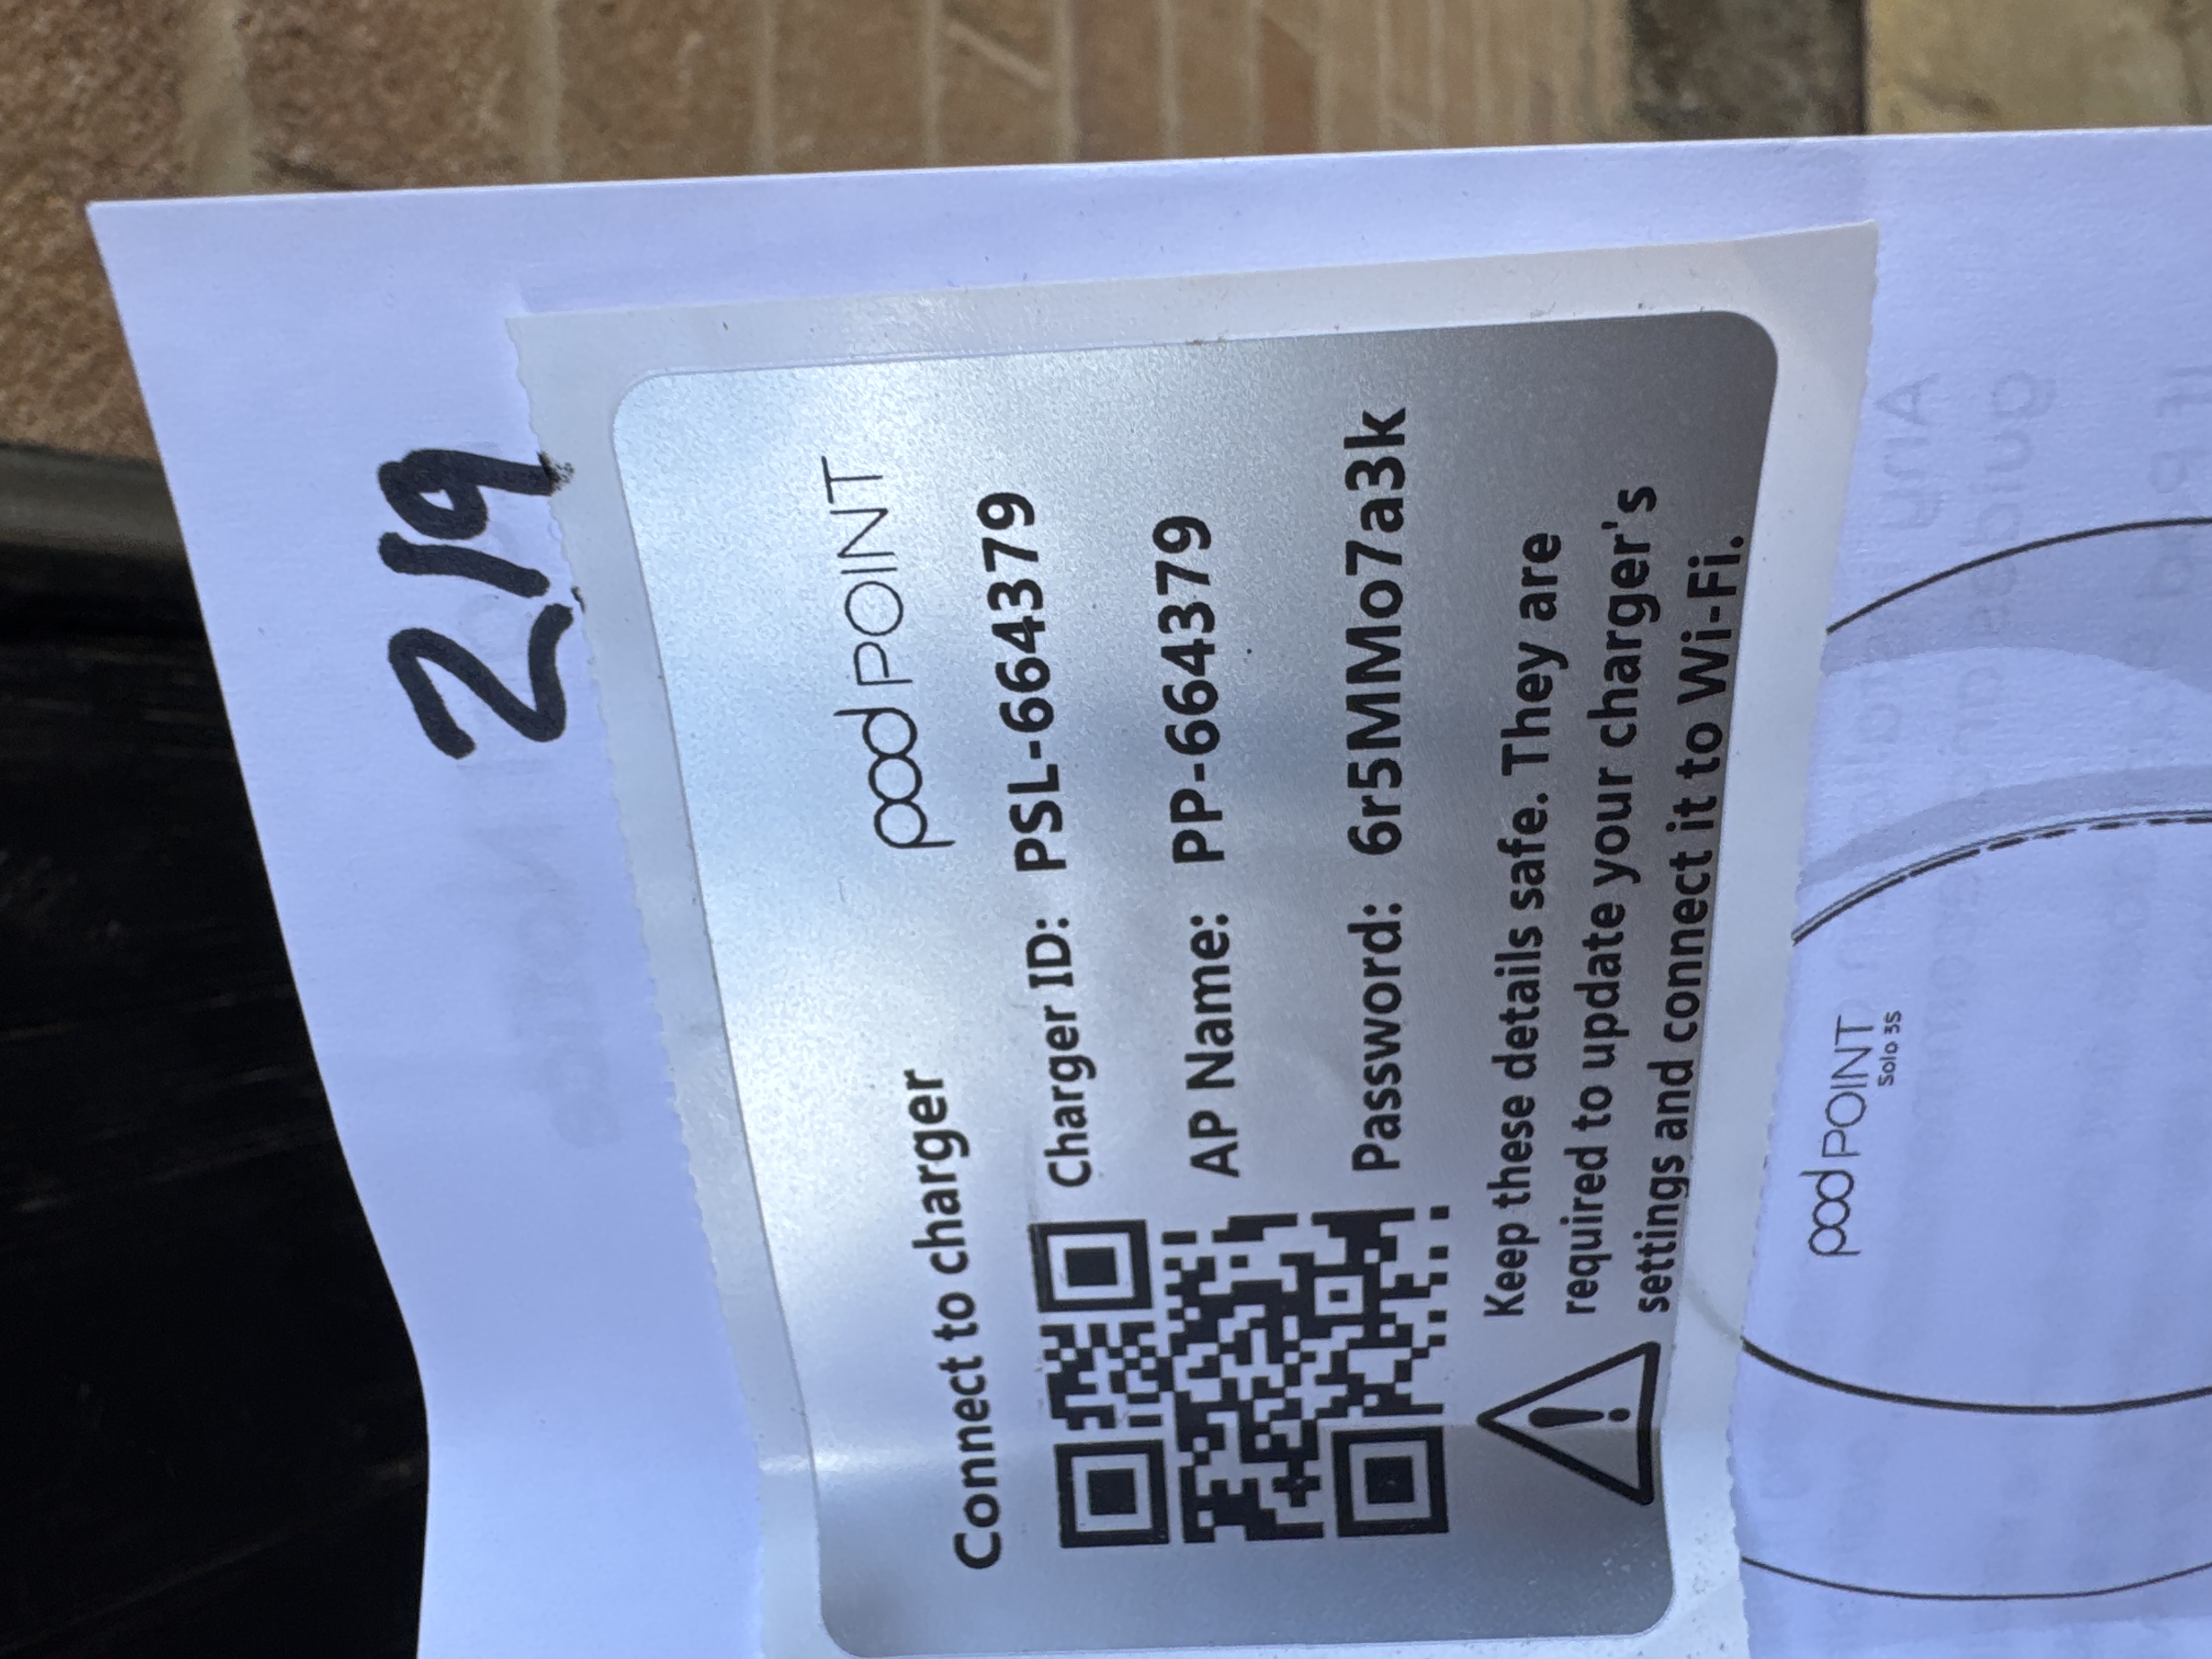 219
pod POINT
Connect to charger
Charger ID: PSL-664379
AP Name: PP-664379
Password: 6r5MMo7a3k
Keep these details safe. They are
required to update your charger's
settings and connect it to Wi-Fi.
pod POINT
Solo 3S